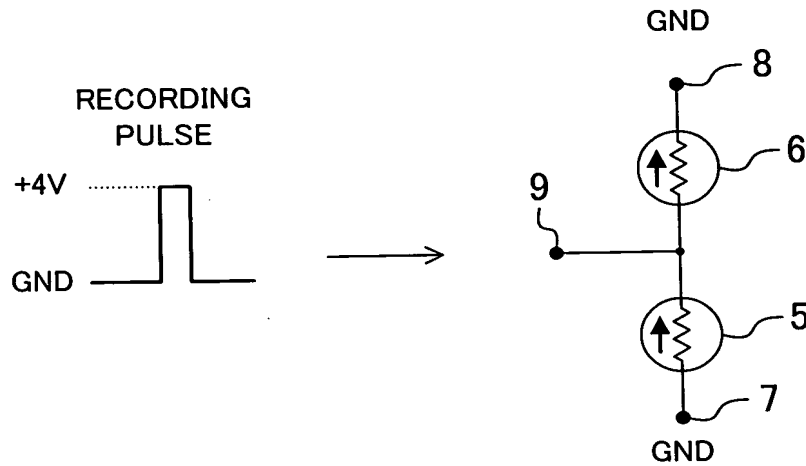 RECORDING
PULSE
+4V
GND
GND
8
6
9
5
7
GND